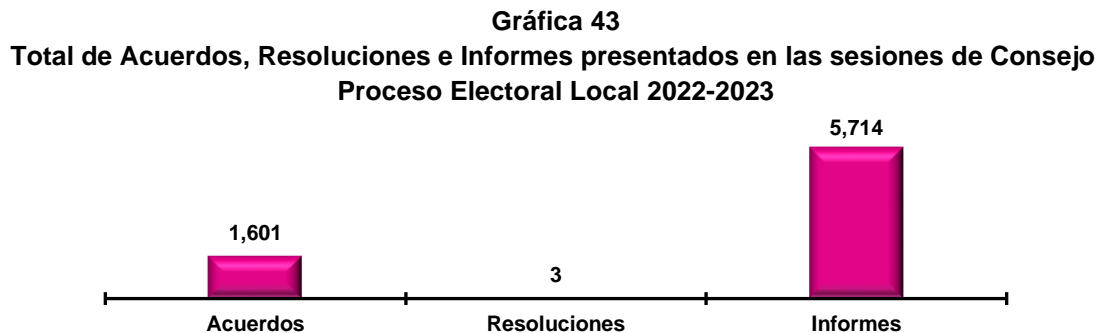 Gráfica 43
Total de Acuerdos, Resoluciones e Informes presentados en las sesiones de Consejo
Proceso Electoral Local 2022-2023
5,714
1,601
3
Acuerdos Resoluciones Informes